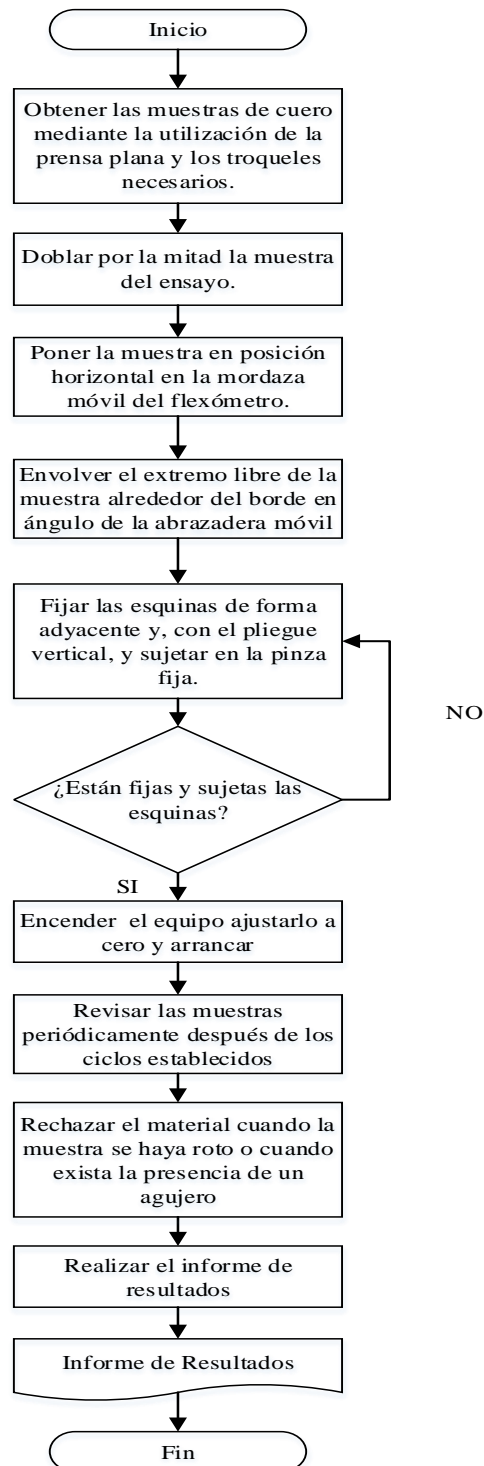 Inicio
Obtener las muestras de cuero
mediante la utilización de la
prensa plana y los troqueles
necesarios.
Doblar por la mitad la muestra
del ensayo.
Poner la muestra en posición
horizontal en la mordaza
móvil del flexómetro.
Envolver el extremo libre de la
muestra alrededor del borde en
ángulo de la abrazadera móvil
Fijar las esquinas de forma
adyacente y, con el pliegue
vertical, y sujetar en la pinza
fija.
NO
¿Están fijas y sujetas las
esquinas?
SI
Encender el equipo ajustarlo a
cero y arrancar
Revisar las muestras
periódicamente después de los
ciclos establecidos
Rechazar el material cuando la
muestra se haya roto o cuando
exista la presencia de un
agujero
Realizar el informe de
resultados
Informe de Resultados
Fin